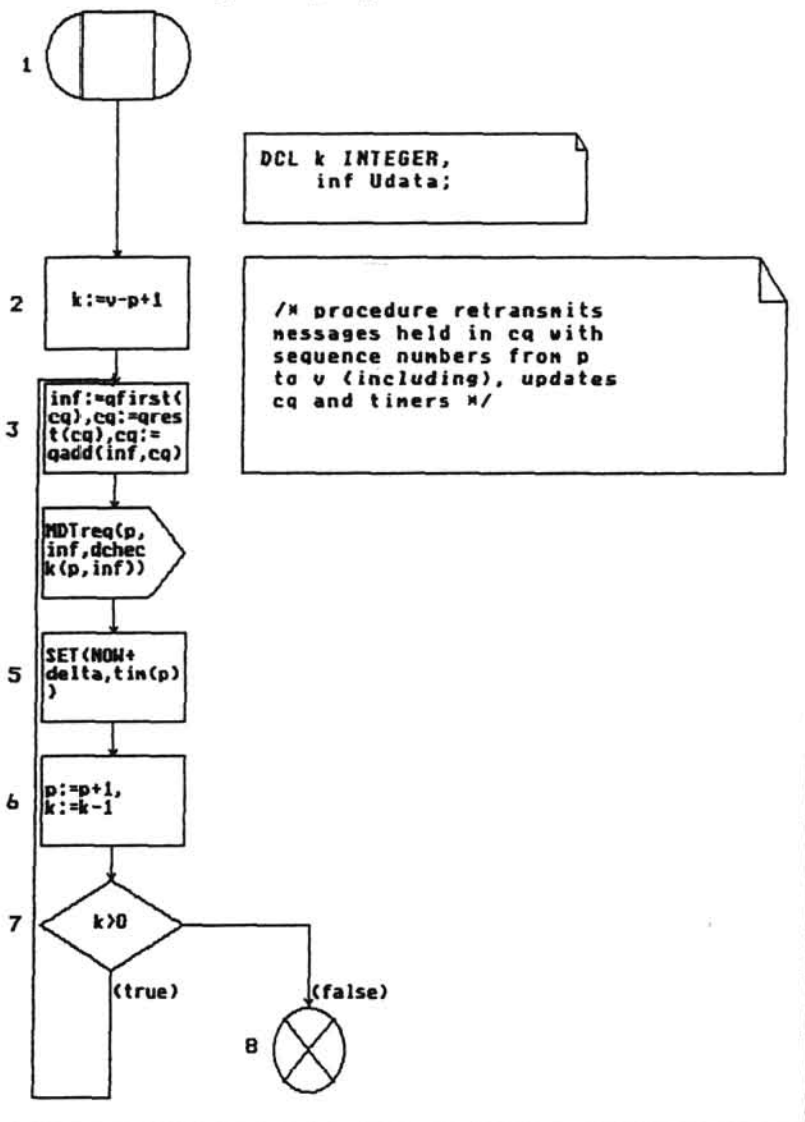 1
DCL k INTEGER,
inf Udata;
2
k:=v-p+1
/* procedure retransmits
messages held in cq with
sequence numbers from p
to v (including), updates
cq and timers */
3
inf:=qfirst(
cq),cq:=qres
t(cq),cq:=
qadd(inf,cq)
MDTreq(p,
inf,dchec
k(p,inf))
5
SET(NOW+
delta,tim(p)
)
6
p:=p+1,
k:=k-1
7
k>0
(true)
(false)
8